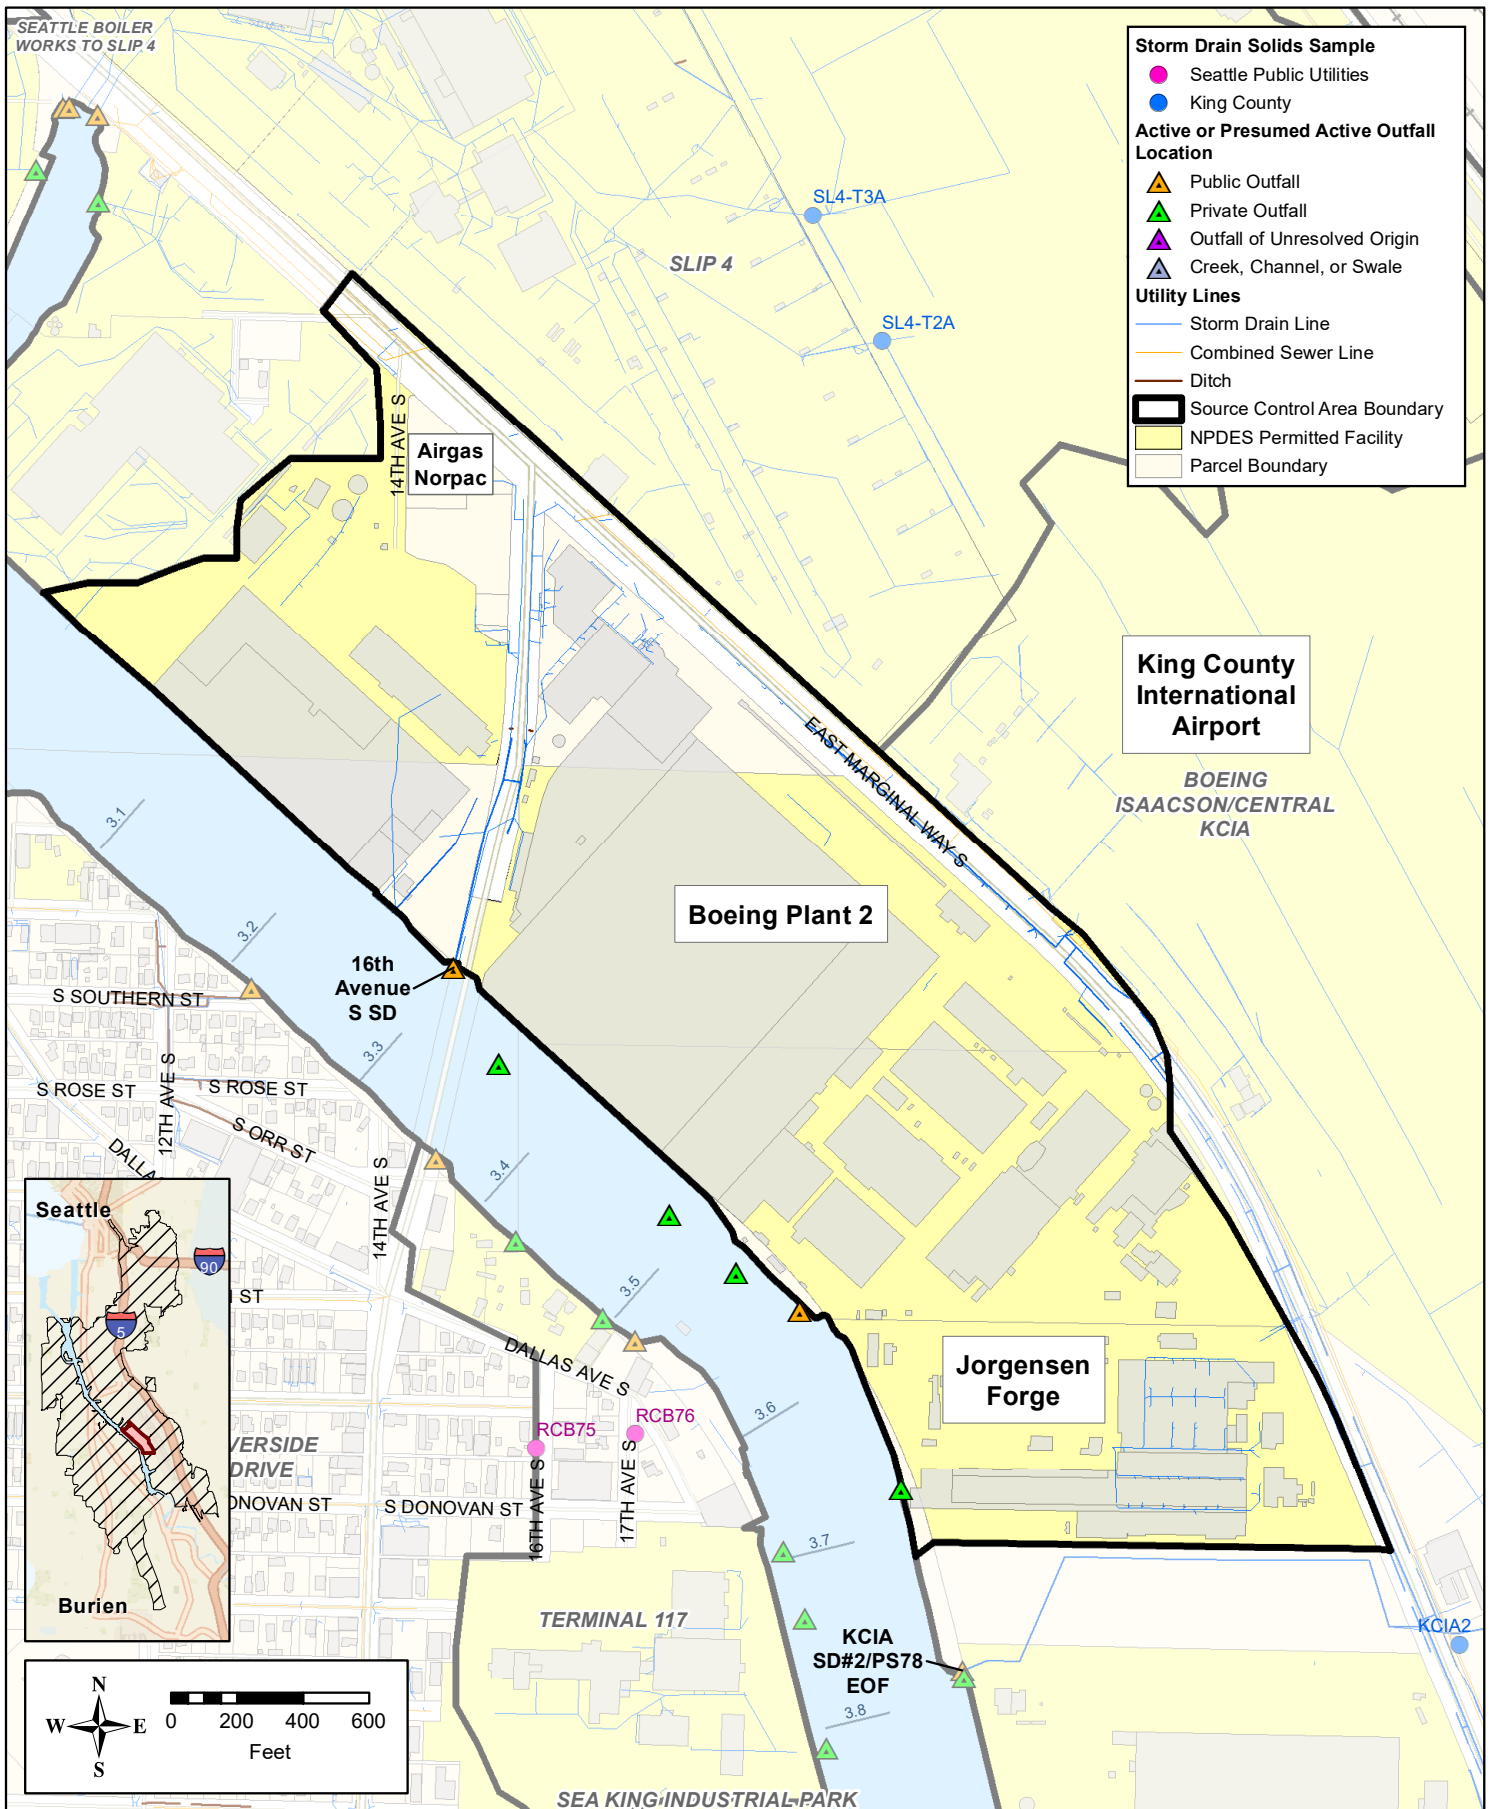 SEATTLE BOILER
WORKS TO SLIP 4
Storm Drain Solids Sample
Seattle Public Utilities
King County
Active or Presumed Active Outfall
Location
Public Outfall
Private Outfall
Outfall of Unresolved Origin
Creek, Channel, or Swale
Utility Lines
Storm Drain Line
Combined Sewer Line
Ditch
Source Control Area Boundary
NPDES Permitted Facility
Parcel Boundary
SL4-T3A
SLIP 4
SL4-T2A
14TH AVE S
Airgas
Norpac
King County
International
Airport
BOEING
ISAACSON/CENTRAL
KCIA
EAST MARGINAL WAY S
3.1
Boeing Plant 2
3.2
16th
Avenue
S SD
S SOUTHERN ST
3.3
12TH AVE S
S ROSE ST
S ROSE ST
S ORR ST
DALLA
14TH AVE S
3.4
Seattle
90
ST
5
3.5
DALLAS AVE S
Jorgensen
Forge
3.6
RCB75
RCB76
VERSIDE
DRIVE
ONOVAN ST
S DONOVAN ST
16TH AVE S
17TH AVE S
3.7
Burien
TERMINAL 117
KCIA
SD#2/PS78
EOF
KCIA2
3.8
N
W
E
S
0 200 400 600
Feet
SEA KING INDUSTRIAL PARK